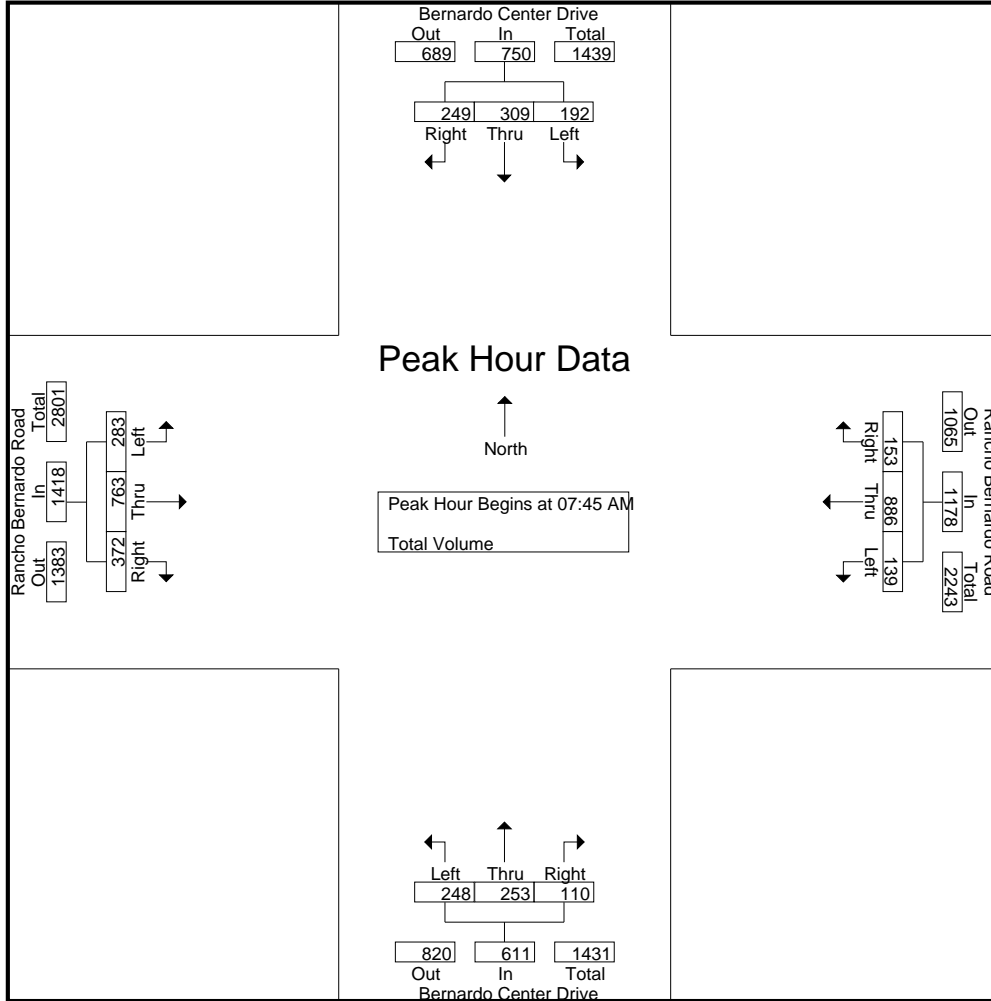 Bernardo Center Drive
Out In Total
689 750 1439
249 309 192
Right Thru Left
Peak Hour Data
North
Peak Hour Begins at 07:45 AM
Total Volume
Rancho Bernardo Road
Total In Out
2801 1418 1383
283 763 372
Left Thru Right
Rancho Bernardo Road
Out In Total
1065 1178 2243
153 886 139
Right Thru Left
Left Thru Right
248 253 110
820 611 1431
Out In Total
Bernardo Center Drive